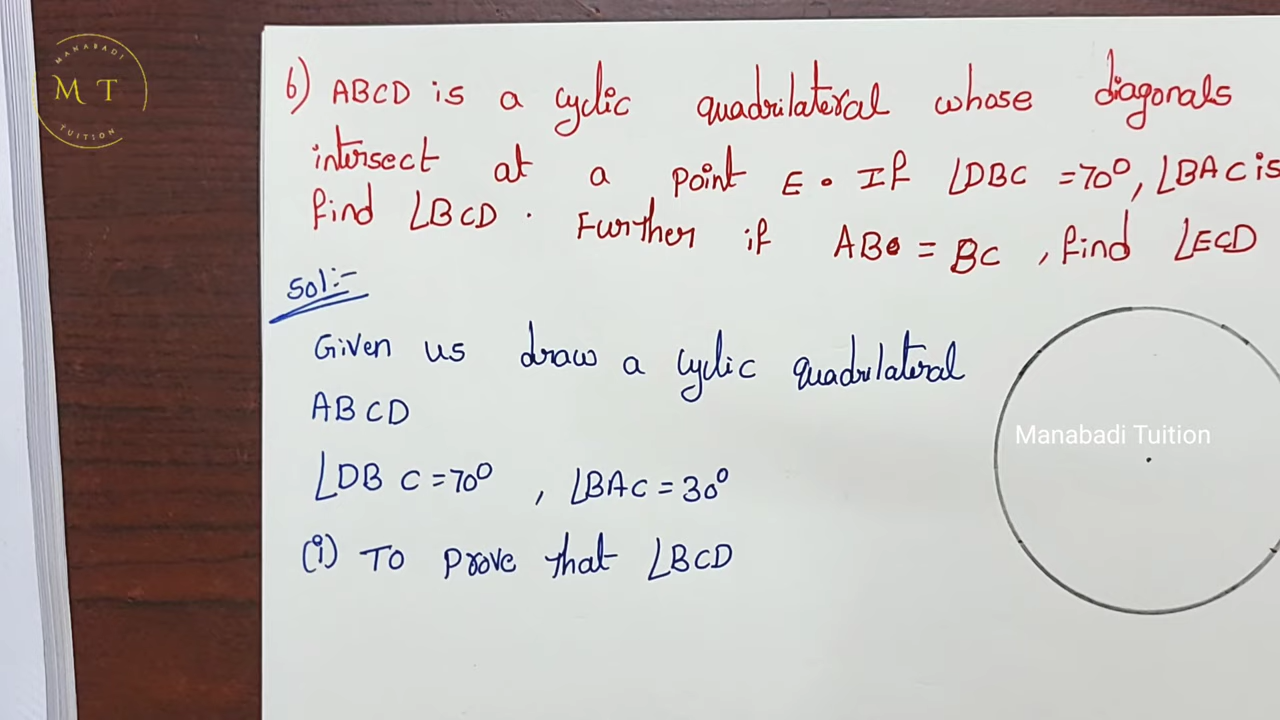 MANABADI
M T
TUITION
6) ABCD is a cyclic quadrilateral whose diagonals
intersect at a point E. If ∠DBC = 70°, ∠BAC is
find ∠BCD. Further if AB = BC, find ∠ECD
Sol:-
Given us draw a cyclic quadrilateral
ABCD
∠DBC = 70°, ∠BAC = 30°
(i) To prove that ∠BCD
Manabadi Tuition